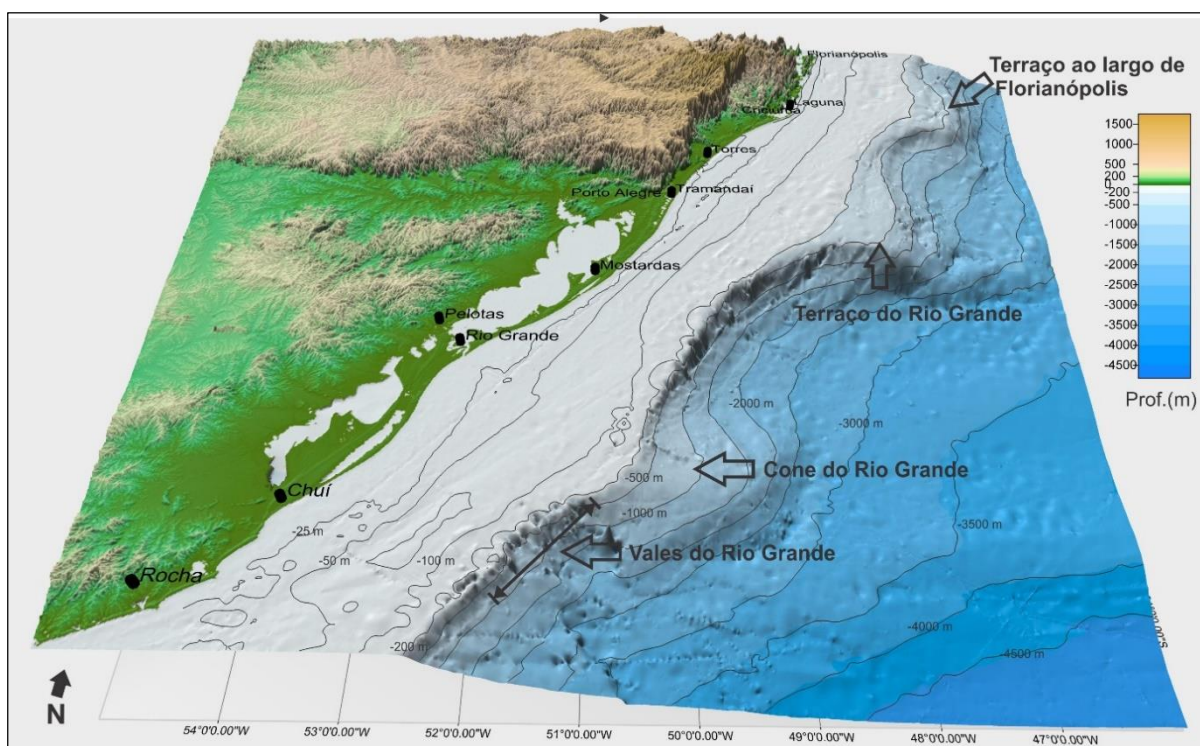 Florianópolis
Terraço ao largo de
Florianópolis
Laguna
Criciúma
Torres
Porto Alegre
Tramandaí
Mostardas
Pelotas
Rio Grande
Chuí
Rocha
Terraço do Rio Grande
Cone do Rio Grande
Vales do Rio Grande
-25 m
-50 m
-100 m
-200 m
-500 m
-1000 m
-2000 m
-3000 m
-3500 m
-4000 m
-4500 m
1500
1000
500
200
0
-200
-500
-1000
-1500
-2000
-2500
-3000
-3500
-4000
-4500
Prof.(m)
N
54°0'0.00"W
53°0'0.00"W
52°0'0.00"W
51°0'0.00"W
50°0'0.00"W
49°0'0.00"W
48°0'0.00"W
47°0'0.00"W